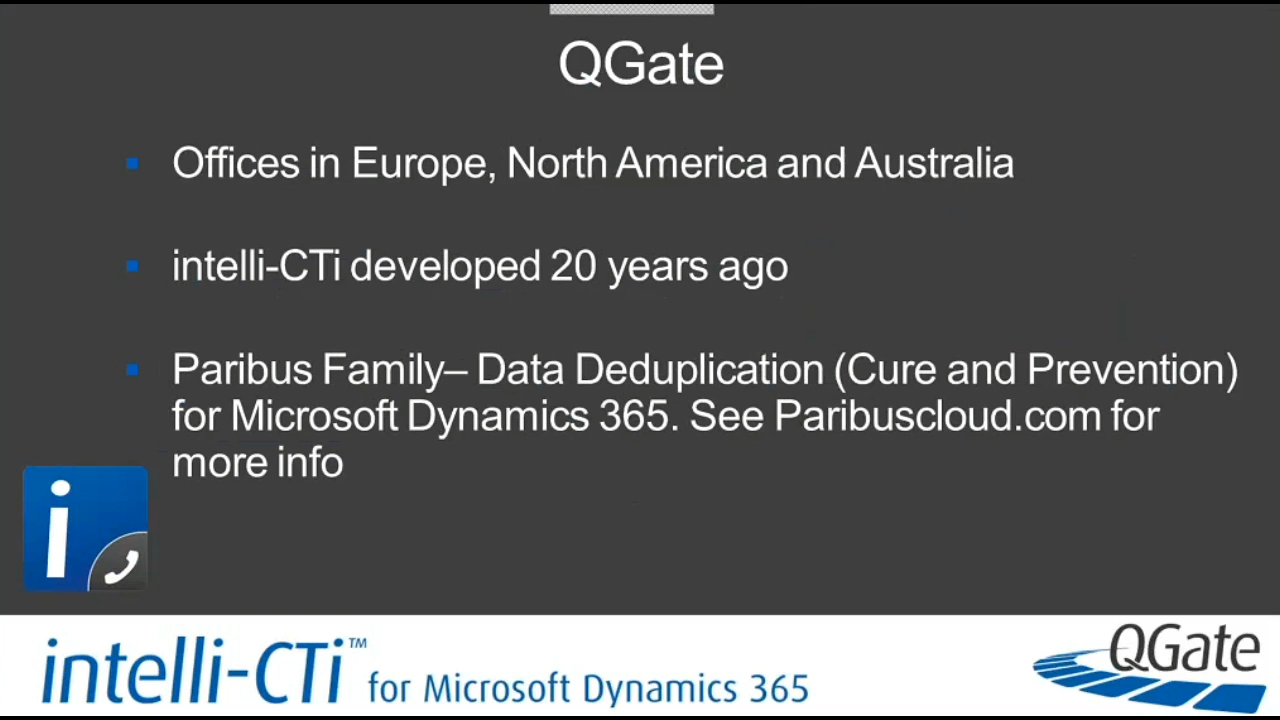 QGate
Offices in Europe, North America and Australia
intelli-CTi developed 20 years ago
Paribus Family– Data Deduplication (Cure and Prevention)
for Microsoft Dynamics 365. See Paribuscloud.com for
more info
i
intelli-CTi™ for Microsoft Dynamics 365
QGate